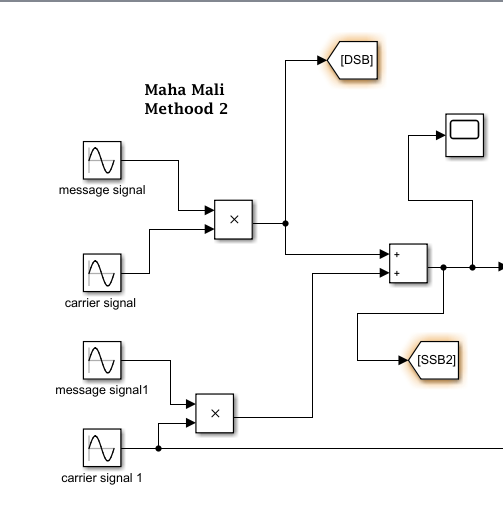 [DSB]
Maha Mali
Methood 2
message signal
×
carrier signal
+
+
message signal1
[SSB2]
×
carrier signal 1